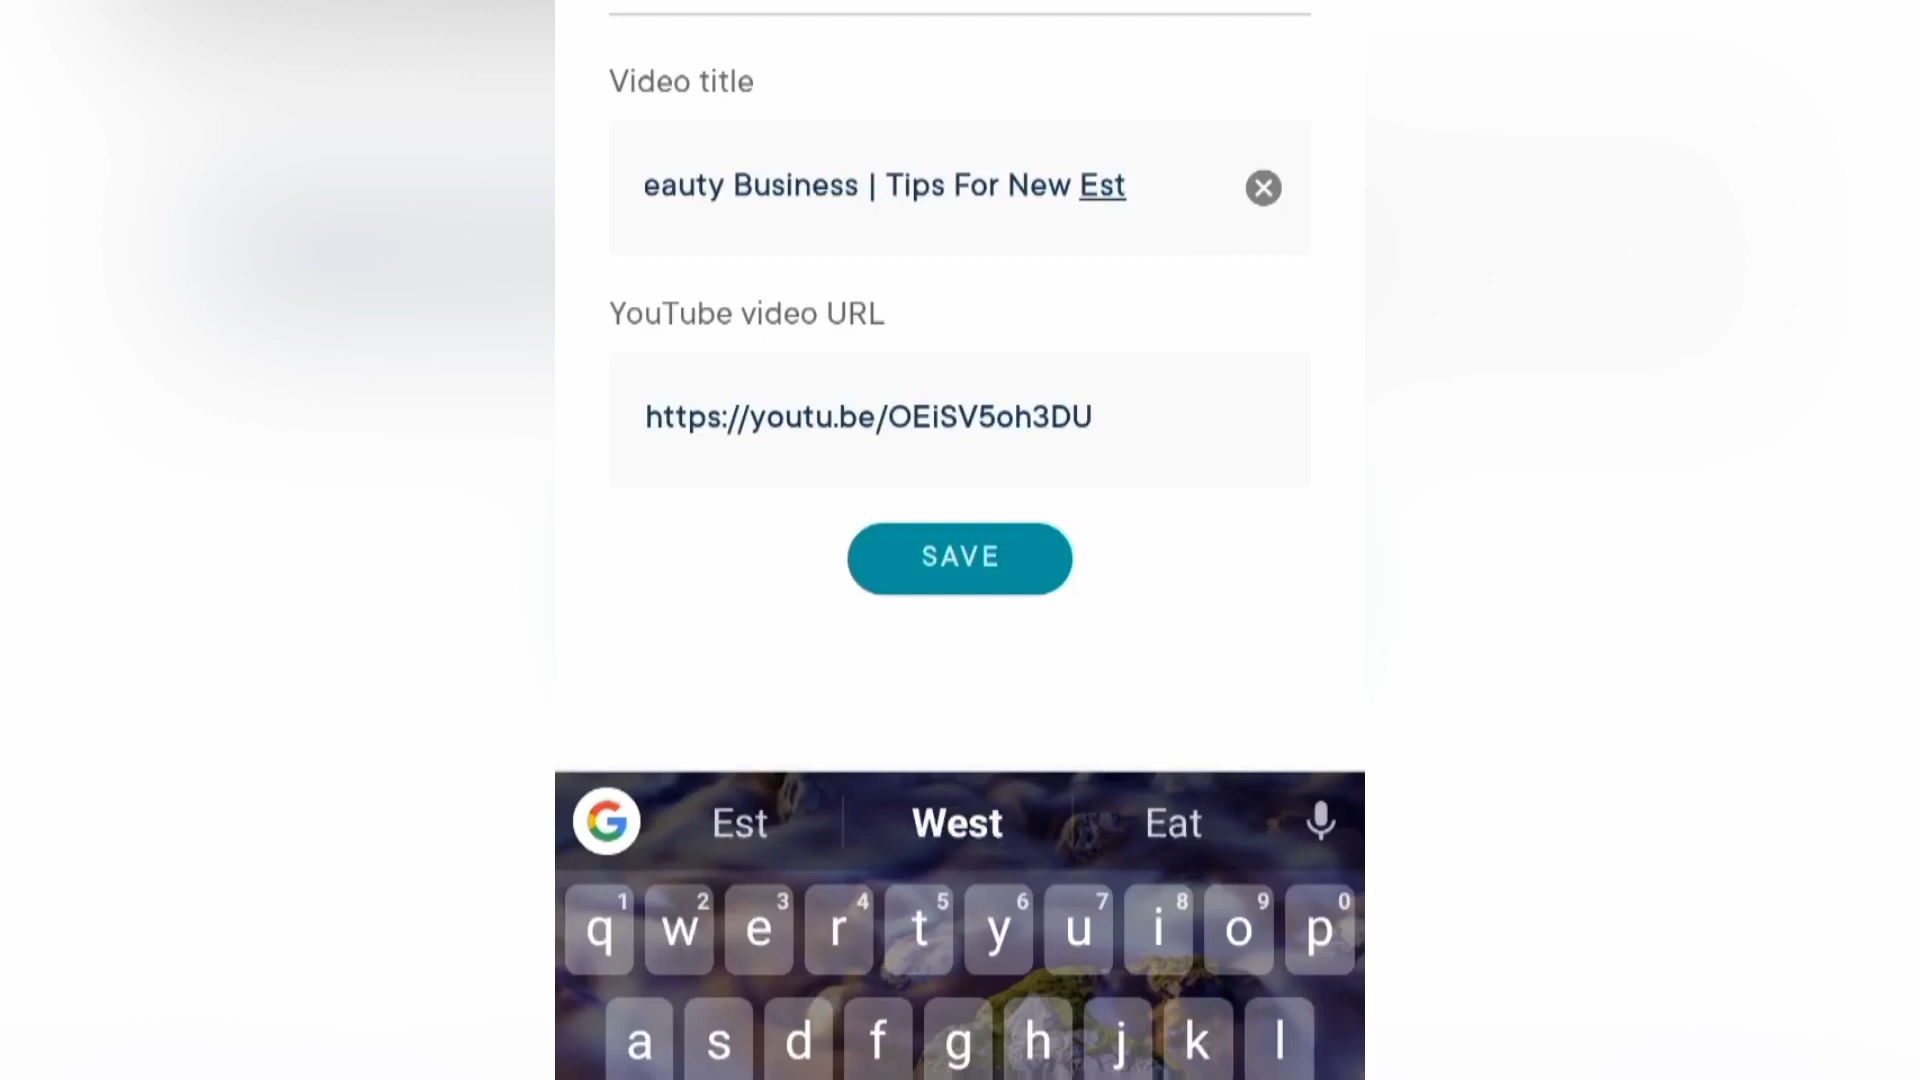 Video title
eauty Business | Tips For New Est
YouTube video URL
https://youtu.be/OEiSV5oh3DU
SAVE
G Est West Eat
1 2 3 4 5 6 7 8 9 0
q w e r t y u i o p
a s d f g h j k l